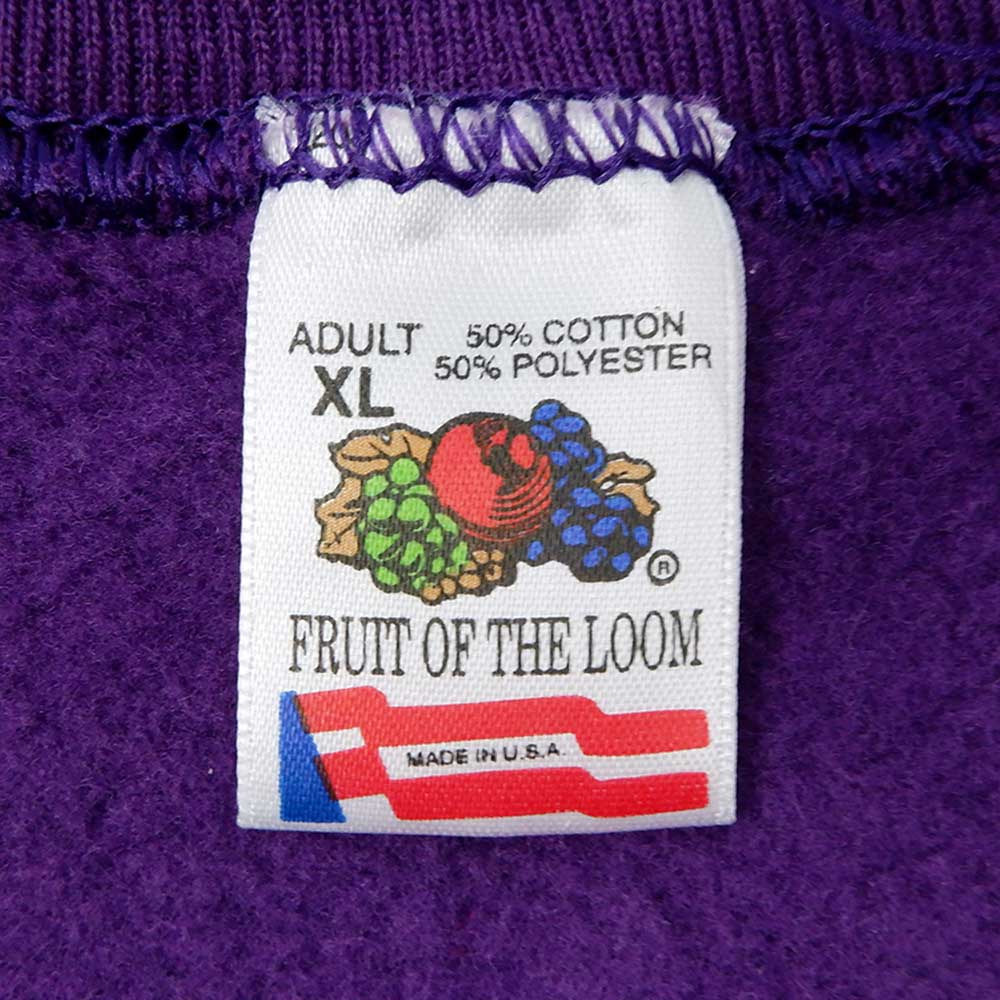 ADULT
XL
50% COTTON
50% POLYESTER
®
FRUIT OF THE LOOM
MADE IN U.S.A.